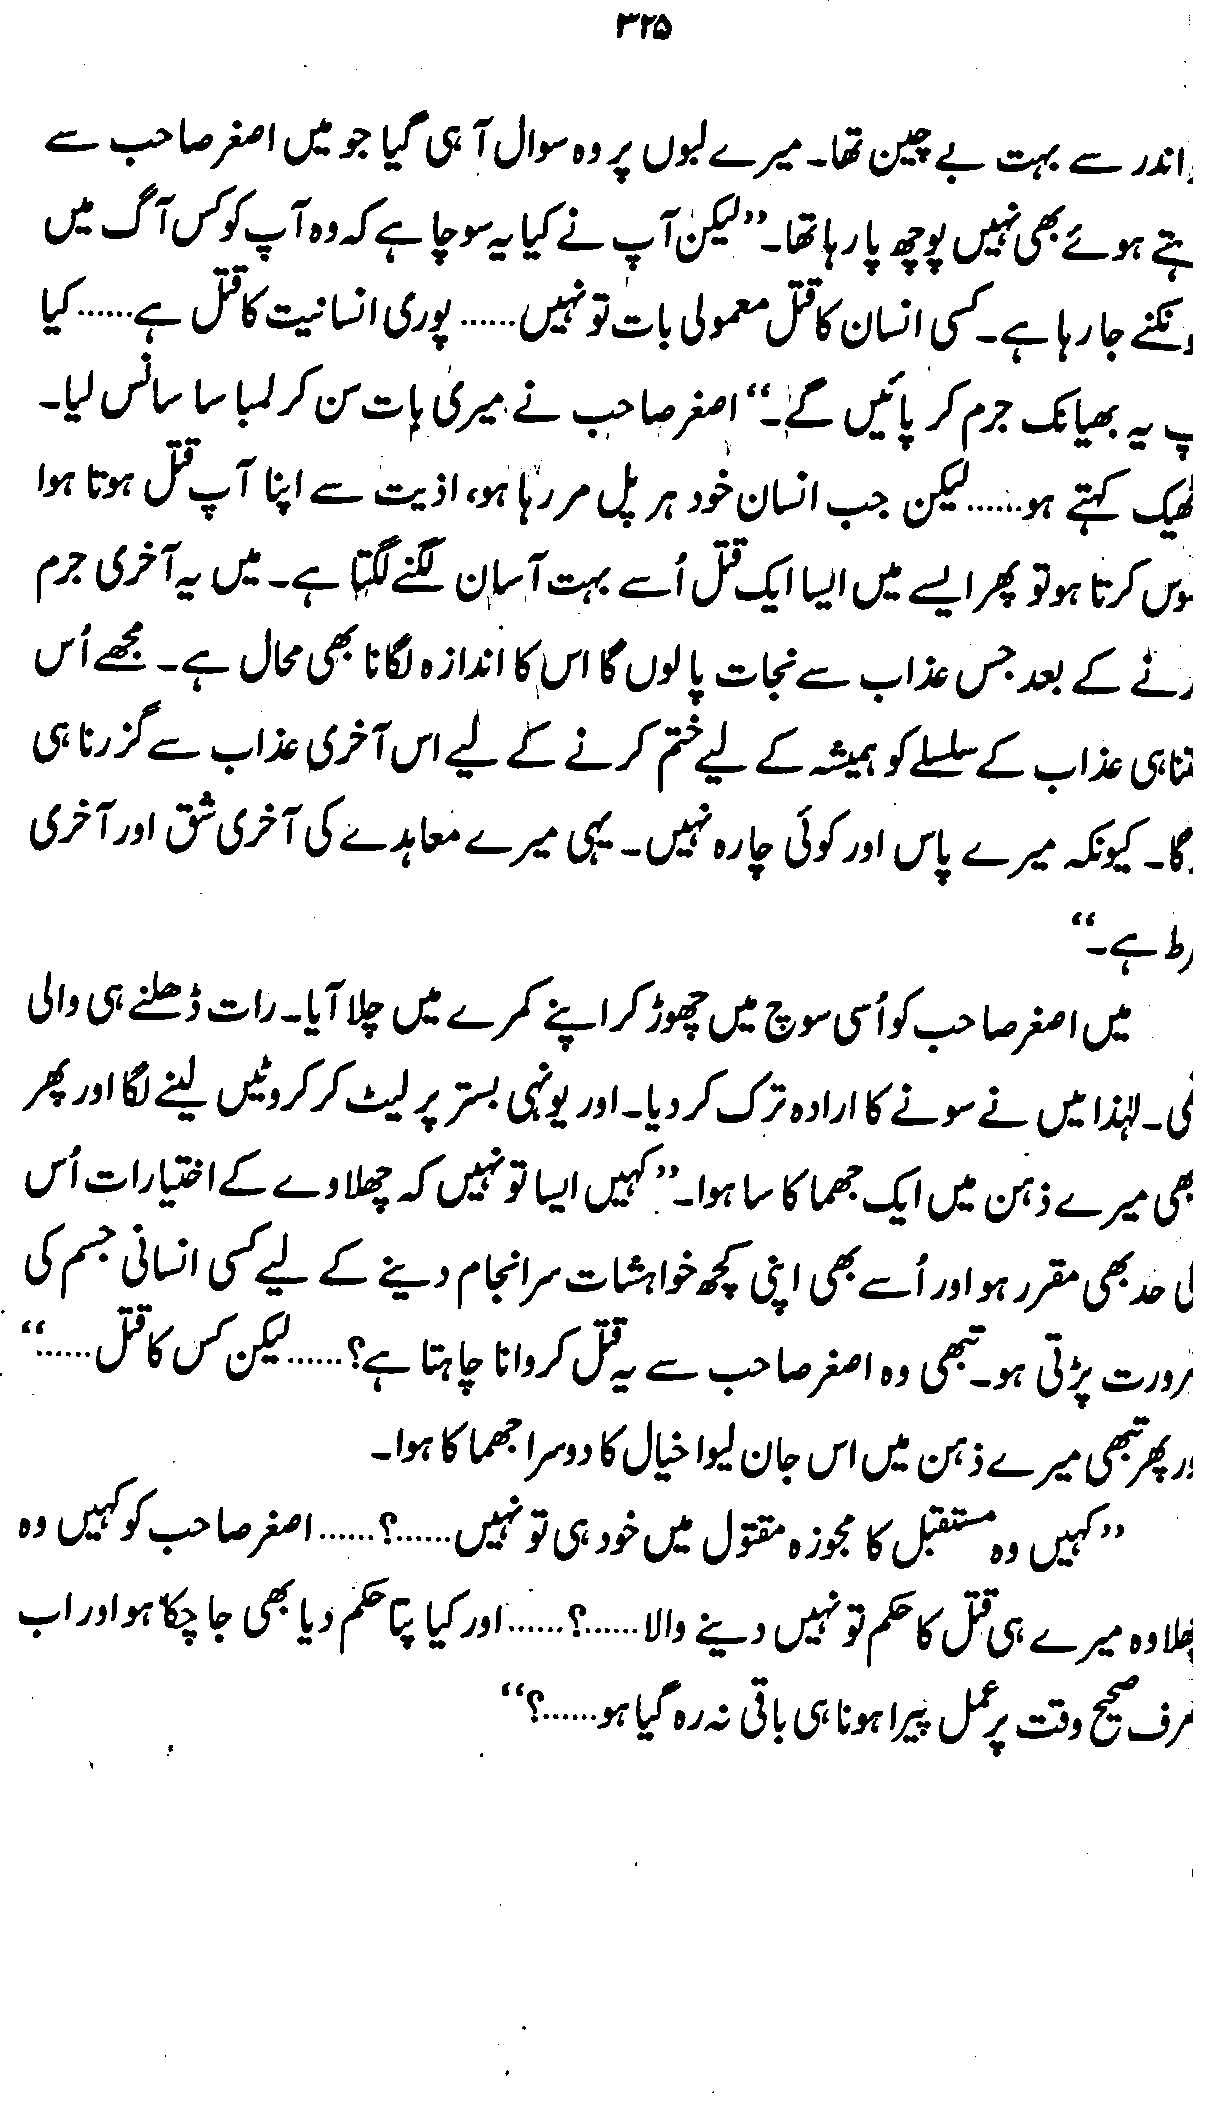 ۳۲۵
اندر سے بہت بے چین تھا۔ میرے لبوں پر وہ سوال آ ہی گیا جو میں اصغر صاحب سے
ہتے ہوئے بھی نہیں پوچھ پا رہا تھا۔ ”لیکن آپ نے کیا یہ سوچا ہے کہ وہ آپ کو کس آگ میں
ونکنے جا رہا ہے۔ کسی انسان کا قتل معمولی بات تو نہیں...... پوری انسانیت کا قتل ہے...... کیا
پ یہ بھیانک جرم کر پائیں گے۔“ اصغر صاحب نے میری بات سن کر لمبا سا سانس لیا۔
ٹھیک کہتے ہو...... لیکن جب انسان خود ہر پل مر رہا ہو، اذیت سے اپنا آپ قتل ہوتا ہوا
سوس کرتا ہو تو پھر ایسے میں ایسا ایک قتل اُسے بہت آسان لگنے لگتا ہے۔ میں یہ آخری جرم
رنے کے بعد جس عذاب سے نجات پا لوں گا اس کا اندازہ لگانا بھی محال ہے۔ مجھے اُس
تناہی عذاب کے سلسلے کو ہمیشہ کے لیے ختم کرنے کے لیے اس آخری عذاب سے گزرنا ہی
گا۔ کیونکہ میرے پاس اور کوئی چارہ نہیں۔ یہی میرے معاہدے کی آخری شق اور آخری
رط ہے۔“
میں اصغر صاحب کو اُسی سوچ میں چھوڑ کر اپنے کمرے میں چلا آیا۔ رات ڈھلنے ہی والی
تھی۔ لہٰذا میں نے سونے کا ارادہ ترک کر دیا۔ اور یونہی بستر پر لیٹ کر کروٹیں لینے لگا اور پھر
بھی میرے ذہن میں ایک جھماکا سا ہوا۔ ”کہیں ایسا تو نہیں کہ چھلاوے کے اختیارات اُس
ی حد بھی مقرر ہو اور اُسے بھی اپنی کچھ خواہشات سرانجام دینے کے لیے کسی انسانی جسم کی
رورت پڑتی ہو۔ تبھی وہ اصغر صاحب سے یہ قتل کروانا چاہتا ہے؟...... لیکن کس کا قتل......“
ور پھر تبھی میرے ذہن میں اس جان لیوا خیال کا دوسرا جھماکا ہوا۔
”کہیں وہ مستقبل کا مجوزہ مقتول میں خود ہی تو نہیں......؟...... اصغر صاحب کو کہیں وہ
ھلاوہ میرے ہی قتل کا حکم تو نہیں دینے والا......؟...... اور کیا پتا حکم دیا بھی جا چکا ہو اور اب
صرف صحیح وقت پر عمل پیرا ہونا ہی باقی نہ رہ گیا ہو......؟“